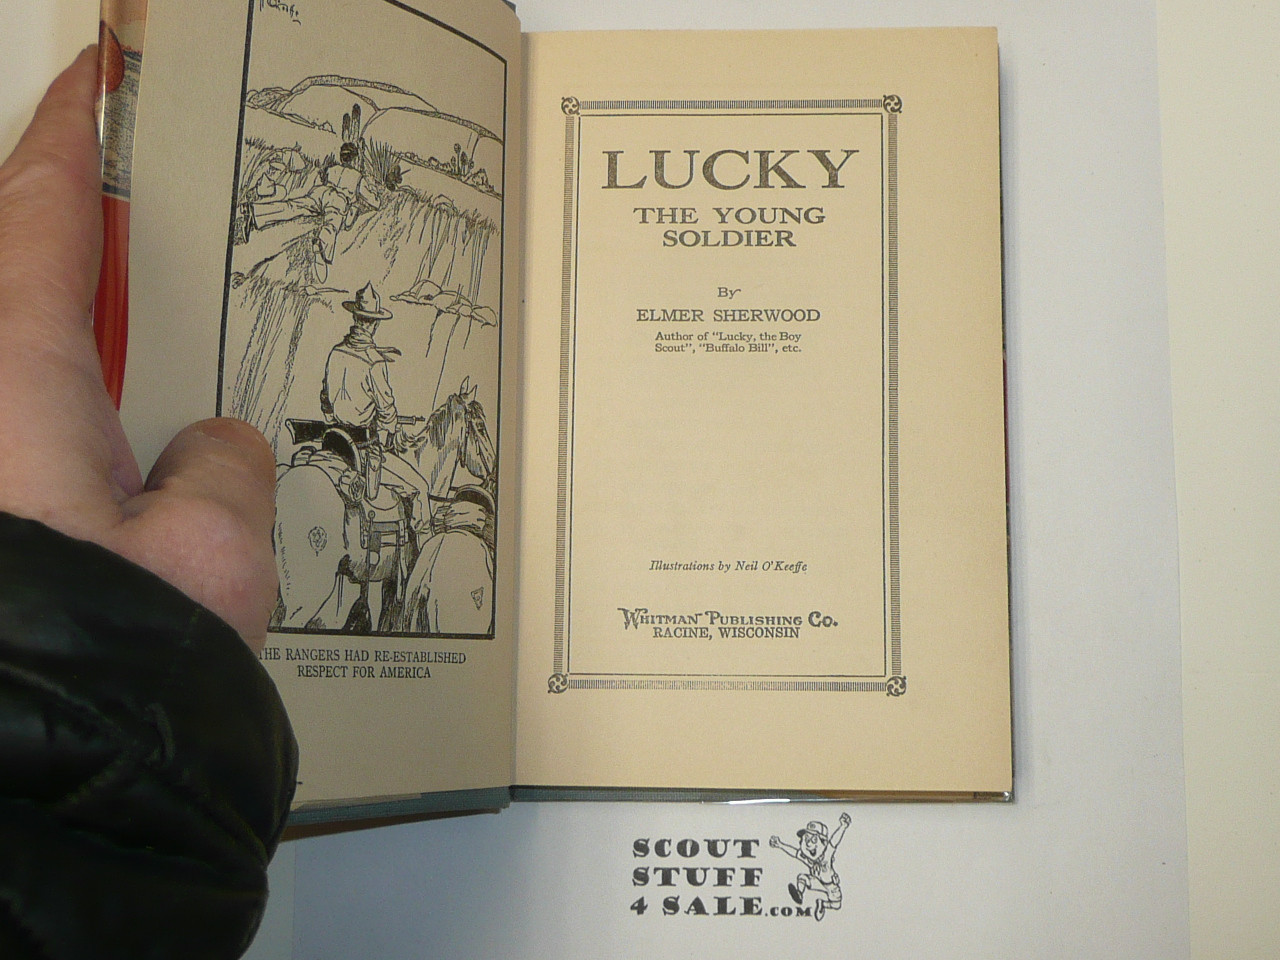 THE RANGERS HAD RE-ESTABLISHED
RESPECT FOR AMERICA
LUCKY
THE YOUNG
SOLDIER
By
ELMER SHERWOOD
Author of "Lucky, the Boy
Scout", "Buffalo Bill", etc.
Illustrations by Neil O'Keeffe
WHITMAN PUBLISHING CO.
RACINE, WISCONSIN
SCOUT
STUFF
4 SALE.COM